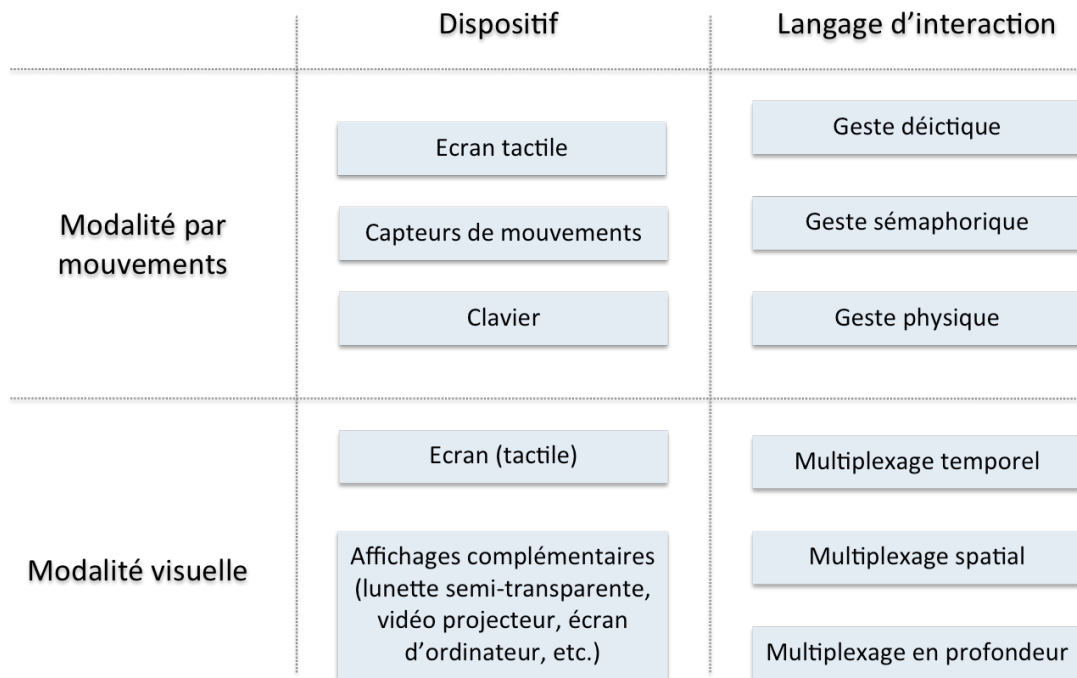 Dispositif
Langage d’interaction
Modalité par
mouvements
Ecran tactile
Capteurs de mouvements
Clavier
Geste déictique
Geste sémaphorique
Geste physique
Modalité visuelle
Ecran (tactile)
Affichages complémentaires
(lunette semi-transparente,
vidéo projecteur, écran
d’ordinateur, etc.)
Multiplexage temporel
Multiplexage spatial
Multiplexage en profondeur